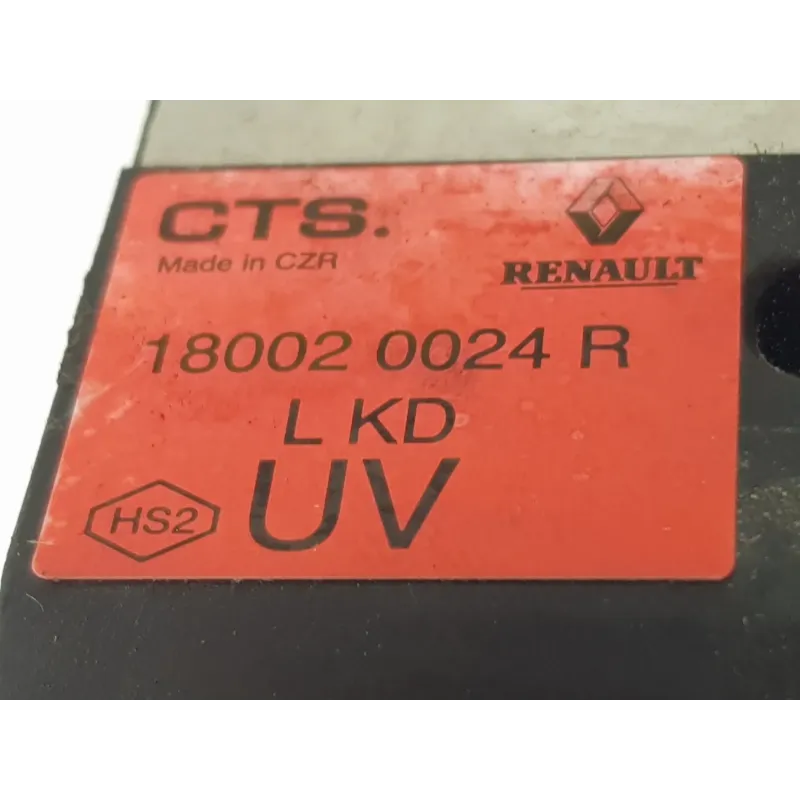 CTS.
Made in CZR
RENAULT
18002 0024 R
L KD
UV
HS2